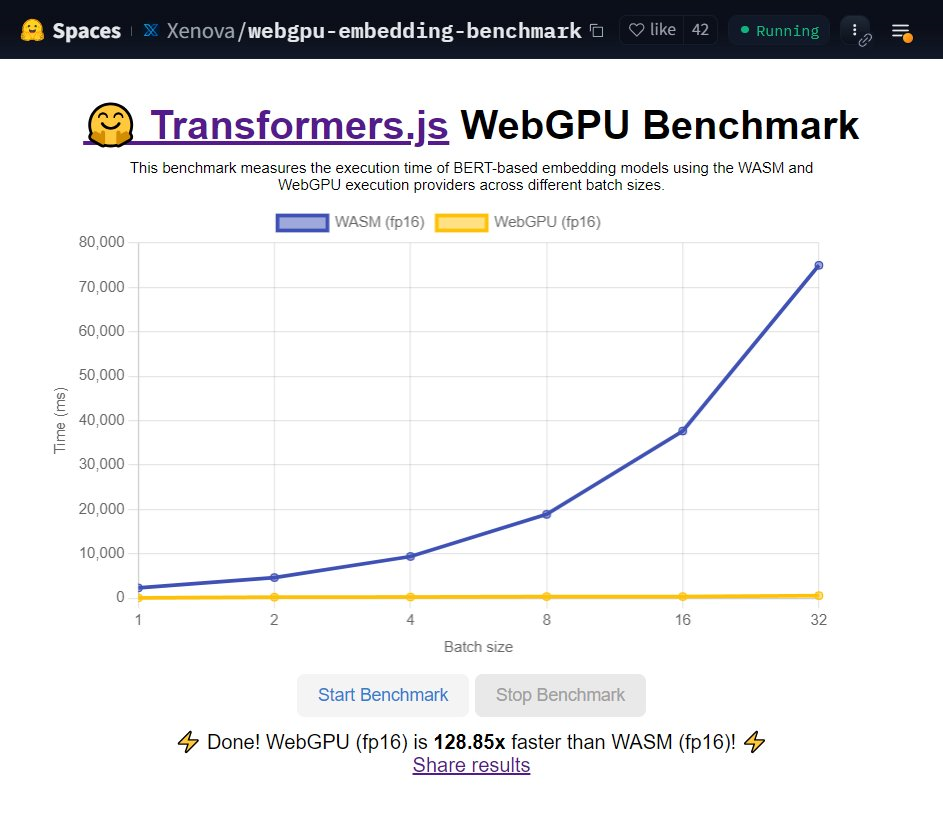 Spaces Xenova/webgpu-embedding-benchmark like 42 Running
Transformers.js WebGPU Benchmark
This benchmark measures the execution time of BERT-based embedding models using the WASM and
WebGPU execution providers across different batch sizes.
WASM (fp16) WebGPU (fp16)
80,000
70,000
60,000
50,000
40,000
30,000
20,000
10,000
0
Time (ms)
1 2 4 8 16 32
Batch size
Start Benchmark Stop Benchmark
⚡ Done! WebGPU (fp16) is 128.85x faster than WASM (fp16)! ⚡
Share results